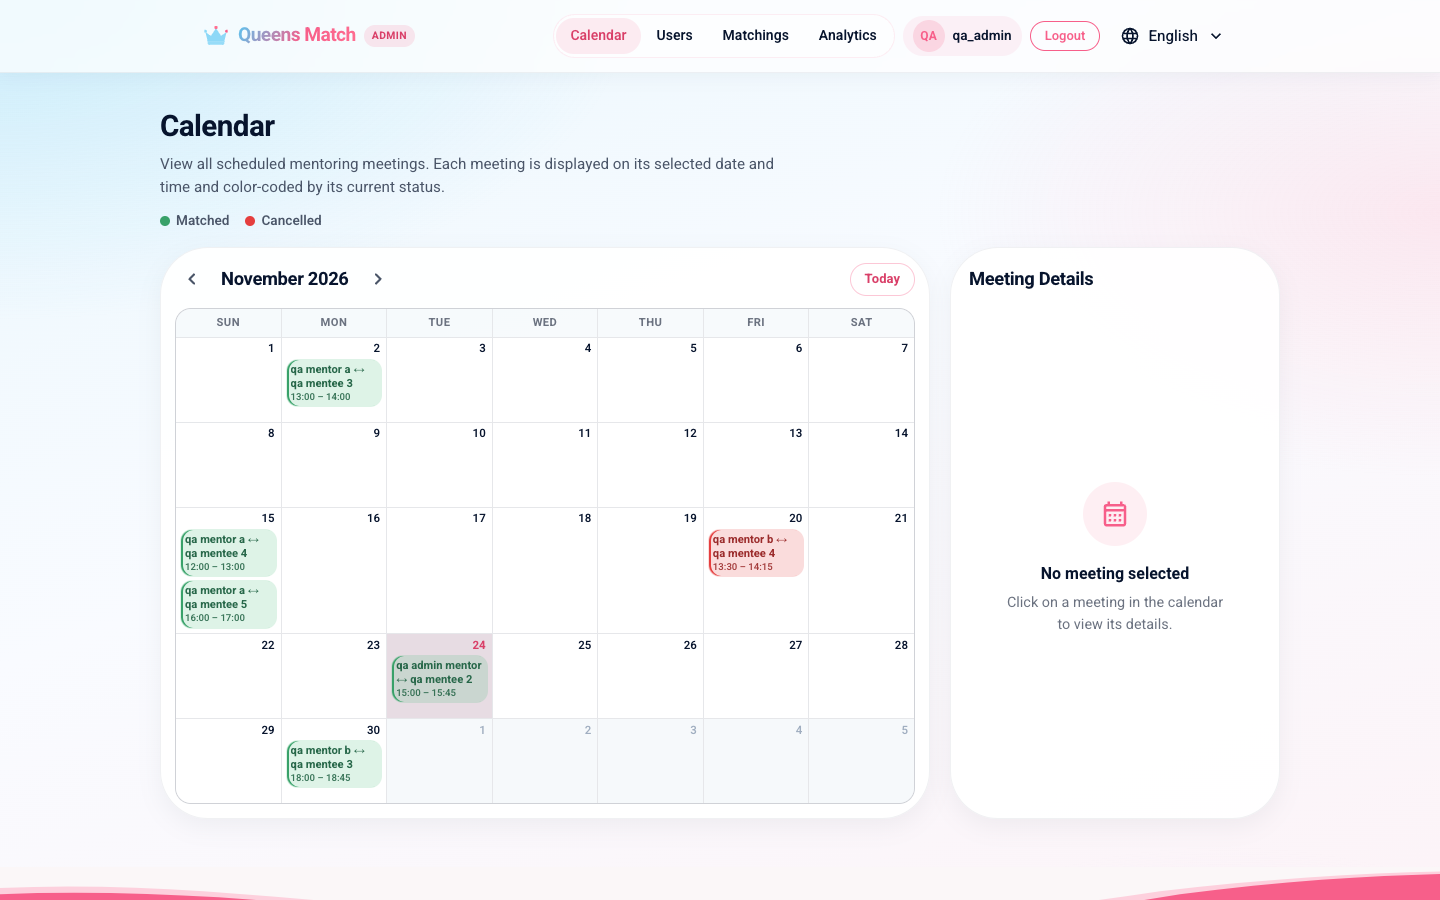 Queens Match ADMIN
Calendar Users Matchings Analytics
QA qa_admin
Logout
English
Calendar
View all scheduled mentoring meetings. Each meeting is displayed on its selected date and
time and color-coded by its current status.
Matched Cancelled
November 2026
Today
SUN MON TUE WED THU FRI SAT
1 2 3 4 5 6 7
qa mentor a ↔
qa mentee 3
13:00 – 14:00
8 9 10 11 12 13 14
15 16 17 18 19 20 21
qa mentor a ↔
qa mentee 4
12:00 – 13:00
qa mentor a ↔
qa mentee 5
16:00 – 17:00
qa mentor b ↔
qa mentee 4
13:30 – 14:15
22 23 24 25 26 27 28
qa admin mentor
↔ qa mentee 2
15:00 – 15:45
29 30 1 2 3 4 5
qa mentor b ↔
qa mentee 3
18:00 – 18:45
Meeting Details
No meeting selected
Click on a meeting in the calendar
to view its details.